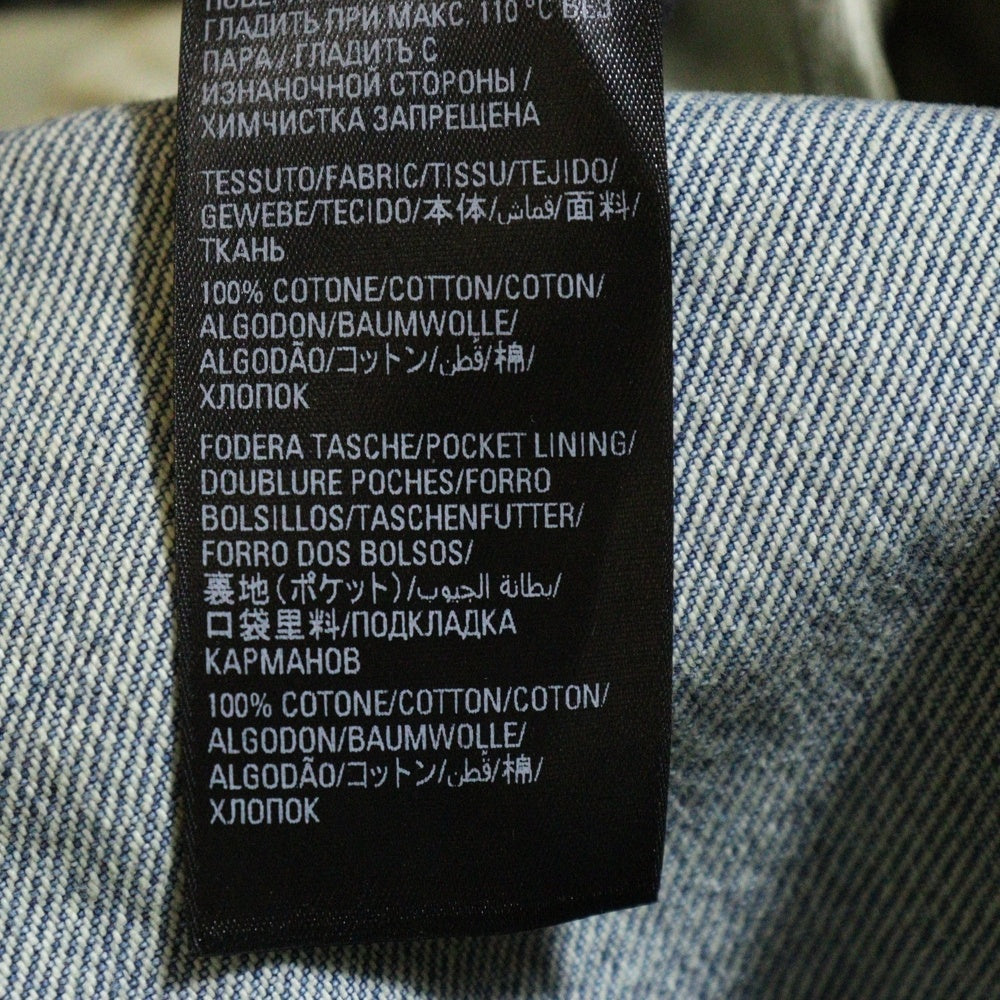 ГЛАДИТЬ ПРИ МАКС. 110 °C БЕЗ
ПАРА / ГЛАДИТЬ С
ИЗНАНОЧНОЙ СТОРОНЫ /
ХИМЧИСТКА ЗАПРЕЩЕНА
TESSUTO/FABRIC/TISSU/TEJIDO/
GEWEBE/TECIDO/本体/قماش/面料/
ТКАНЬ
100% COTONE/COTTON/COTON/
ALGODON/BAUMWOLLE/
ALGODÃO/コットン/قطن/棉/
ХЛОПОК
FODERA TASCHE/POCKET LINING/
DOUBLURE POCHES/FORRO
BOLSILLOS/TASCHENFUTTER/
FORRO DOS BOLSOS/
裏地(ポケット)/بطانة الجيوب/
口袋里料/ПОДКЛАДКА
КАРМАНОВ
100% COTONE/COTTON/COTON/
ALGODON/BAUMWOLLE/
ALGODÃO/コットン/قطن/棉/
ХЛОПОК